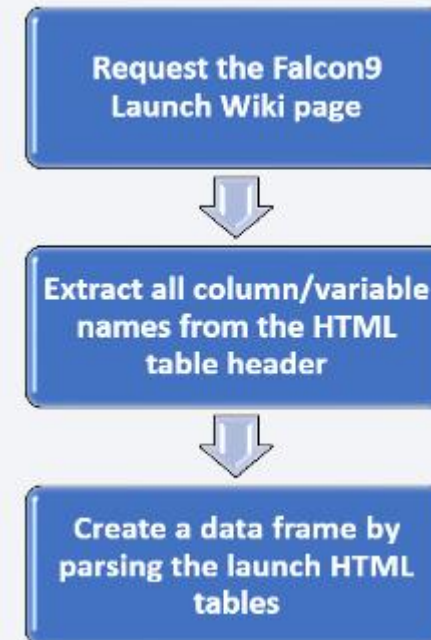 Request the Falcon9
Launch Wiki page
Extract all column/variable
names from the HTML
table header
Create a data frame by
parsing the launch HTML
tables